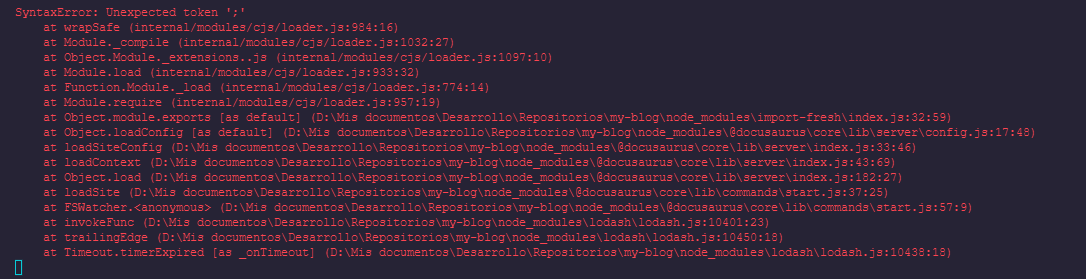 SyntaxError: Unexpected token ';'
at wrapSafe (internal/modules/cjs/loader.js:984:16)
at Module._compile (internal/modules/cjs/loader.js:1032:27)
at Object.Module._extensions..js (internal/modules/cjs/loader.js:1097:10)
at Module.load (internal/modules/cjs/loader.js:933:32)
at Function.Module._load (internal/modules/cjs/loader.js:774:14)
at Module.require (internal/modules/cjs/loader.js:957:19)
at Object.module.exports [as default] (D:\Mis documentos\Desarrollo\Repositorios\my-blog\node_modules\import-fresh\index.js:32:59)
at Object.loadConfig [as default] (D:\Mis documentos\Desarrollo\Repositorios\my-blog\node_modules\@docusaurus\core\lib\server\config.js:17:48)
at loadSiteConfig (D:\Mis documentos\Desarrollo\Repositorios\my-blog\node_modules\@docusaurus\core\lib\server\index.js:33:46)
at loadContext (D:\Mis documentos\Desarrollo\Repositorios\my-blog\node_modules\@docusaurus\core\lib\server\index.js:43:69)
at Object.load (D:\Mis documentos\Desarrollo\Repositorios\my-blog\node_modules\@docusaurus\core\lib\server\index.js:182:27)
at loadSite (D:\Mis documentos\Desarrollo\Repositorios\my-blog\node_modules\@docusaurus\core\lib\commands\start.js:37:25)
at FSWatcher.<anonymous> (D:\Mis documentos\Desarrollo\Repositorios\my-blog\node_modules\@docusaurus\core\lib\commands\start.js:57:9)
at invokeFunc (D:\Mis documentos\Desarrollo\Repositorios\my-blog\node_modules\lodash\lodash.js:10401:23)
at trailingEdge (D:\Mis documentos\Desarrollo\Repositorios\my-blog\node_modules\lodash\lodash.js:10450:18)
at Timeout.timerExpired [as _onTimeout] (D:\Mis documentos\Desarrollo\Repositorios\my-blog\node_modules\lodash\lodash.js:10438:18)